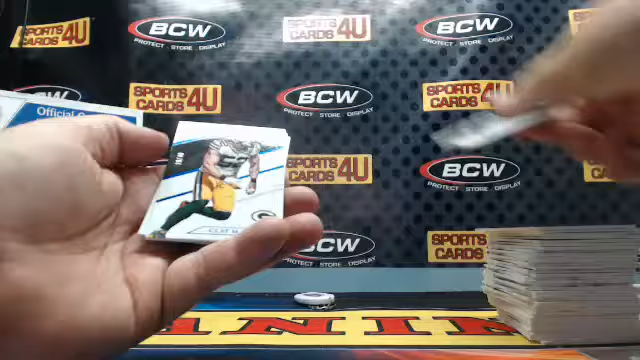 SPORTS
CARDS 4U
BCW
PROTECT . STORE . DISPLAY
SPORTS
CARDS 4U
BCW
PROTECT . STORE . DISPLAY
SPORTS
CARDS 4U
BCW
PROTECT . STORE . DISPLAY
SPORTS
CARDS 4U
Official
SPORTS
CARDS 4U
BCW
PROTECT . STORE . DISPLAY
BCW
PROTECT . STORE . DISPLAY
SPORTS
CARDS
CLAY M
G
PANINI